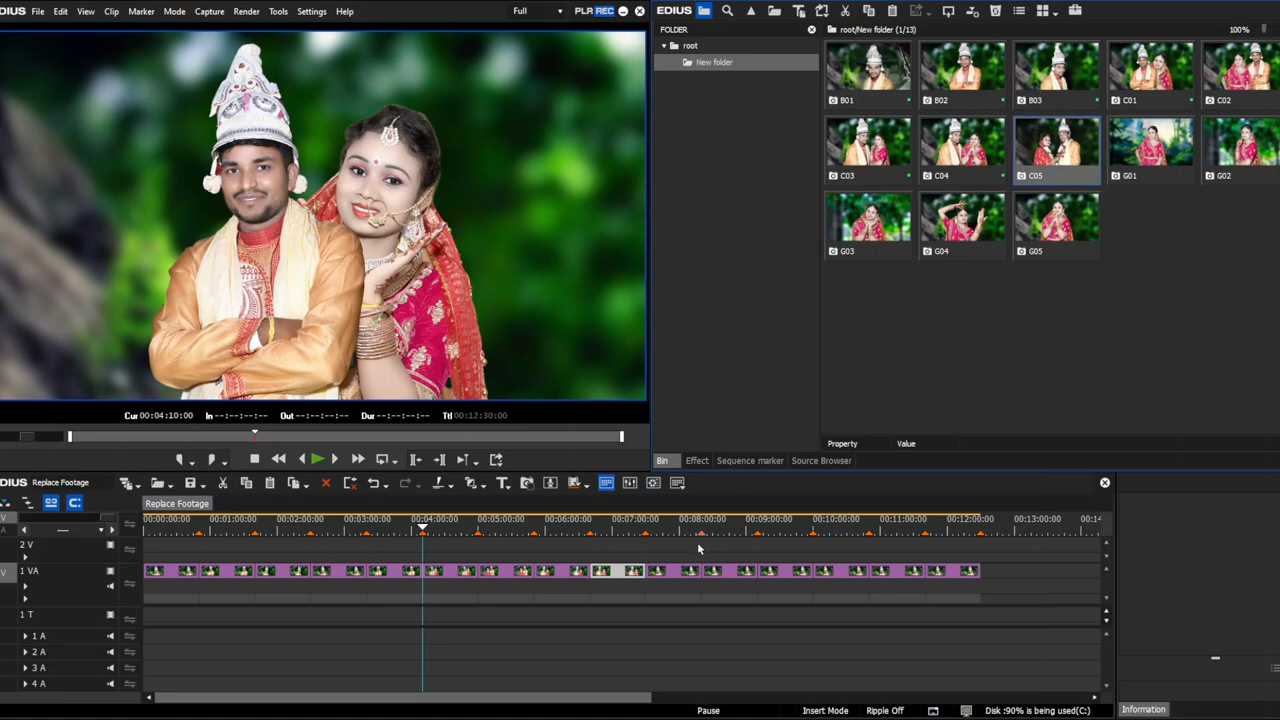 DIUS File Edit View Clip Marker Mode Capture Render Tools Settings Help Full PLR REC
EDIUS
FOLDER
root
New folder
root/New folder (1/13) 100%
B01 B02 B03 C01 C02
C03 C04 C05 G01 G02
G03 G04 G05
Cur 00:04:10:00 In --:--:--:-- Out --:--:--:-- Dur --:--:--:-- Ttl 00:12:30:00
Property Value
Bin Effect Sequence marker Source Browser
DIUS Replace Footage
Replace Footage
00:00:00:00 00:01:00:00 00:02:00:00 00:03:00:00 00:04:00:00 00:05:00:00 00:06:00:00 00:07:00:00 00:08:00:00 00:09:00:00 00:10:00:00 00:11:00:00 00:12:00:00 00:13:00:00 00:14
V
A
2 V
V 1 VA
1 T
1 A
2 A
3 A
4 A
Pause Insert Mode Ripple Off Disk :90% is being used(C:)
Information